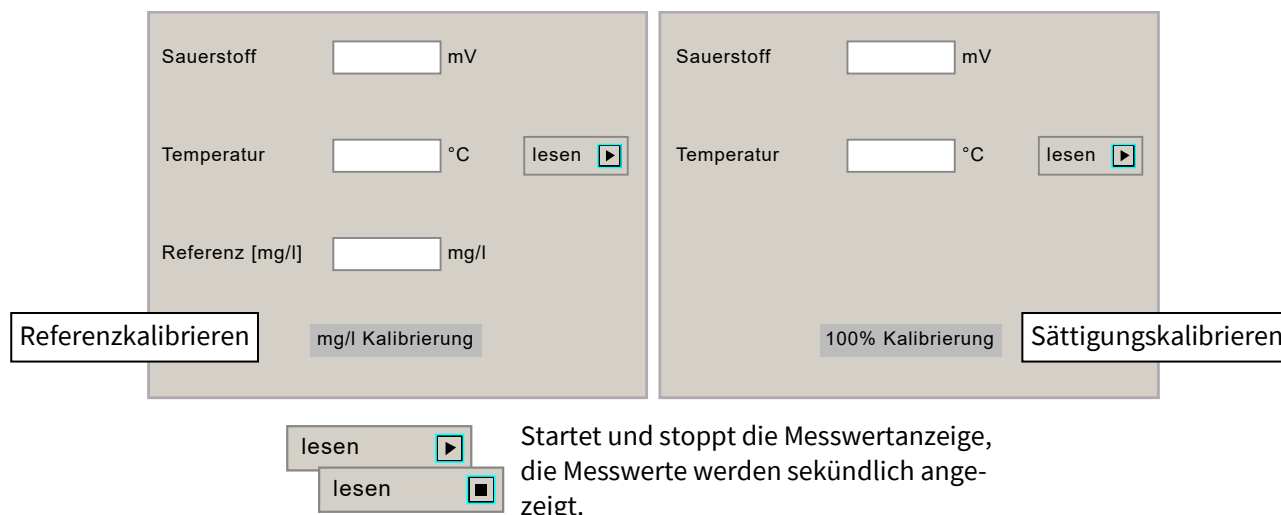 Sauerstoff mV
Temperatur °C lesen
Referenz [mg/l] mg/l
Referenzkalibrieren mg/l Kalibrierung
Sauerstoff mV
Temperatur °C lesen
100% Kalibrierung Sättigungskalibrieren
lesen
lesen
Startet und stoppt die Messwertanzeige,
die Messwerte werden sekündlich ange-
zeigt.